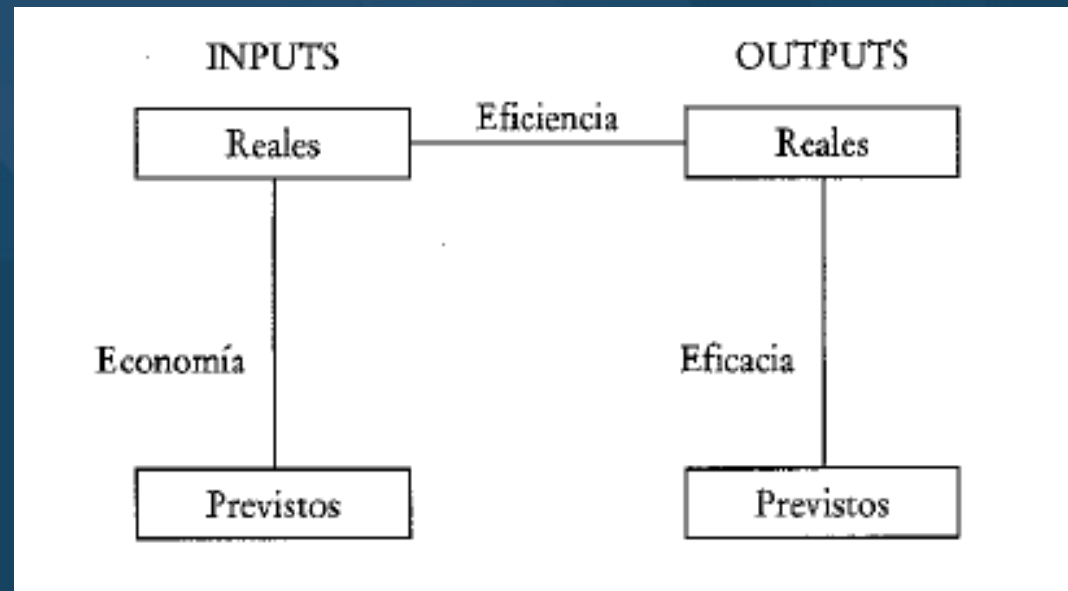 INPUTS
OUTPUTS
Reales
Eficiencia
Reales
Economía
Eficacia
Previstos
Previstos